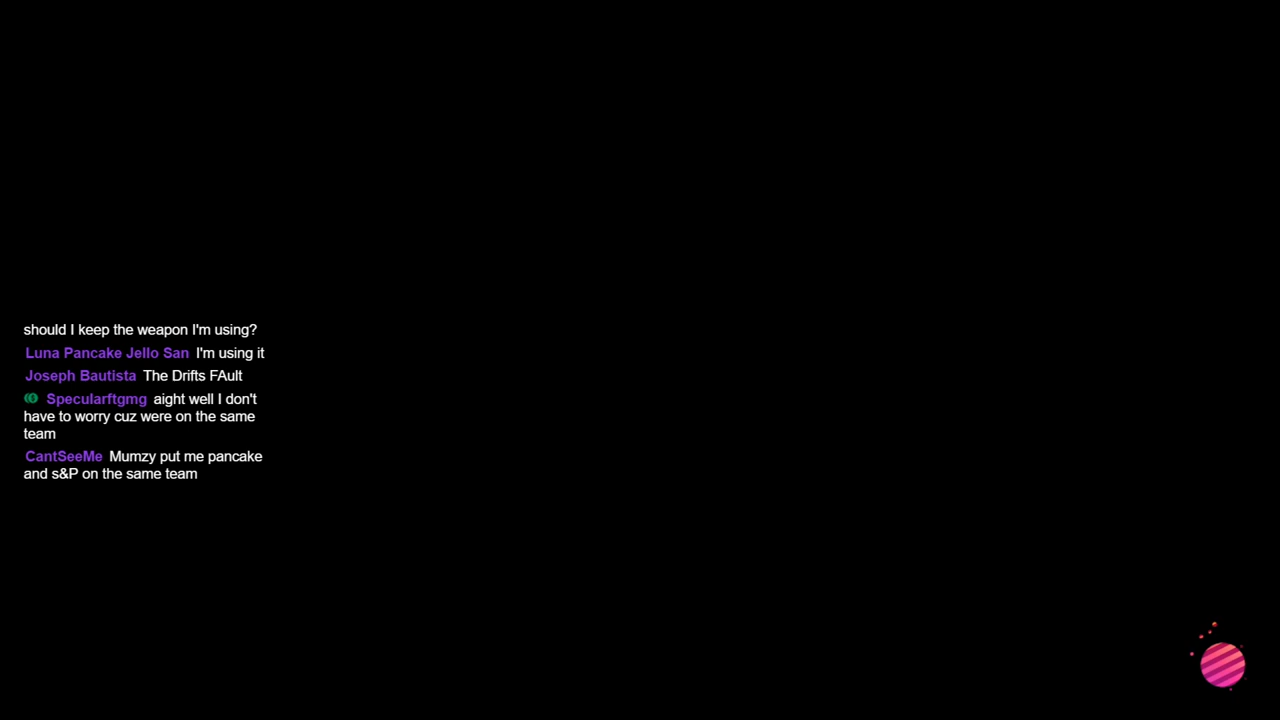 should I keep the weapon I'm using?
Luna Pancake Jello San I'm using it
Joseph Bautista The Drifts FAult
Specularftgmg aight well I don't
have to worry cuz were on the same
team
CantSeeMe Mumzy put me pancake
and s&P on the same team